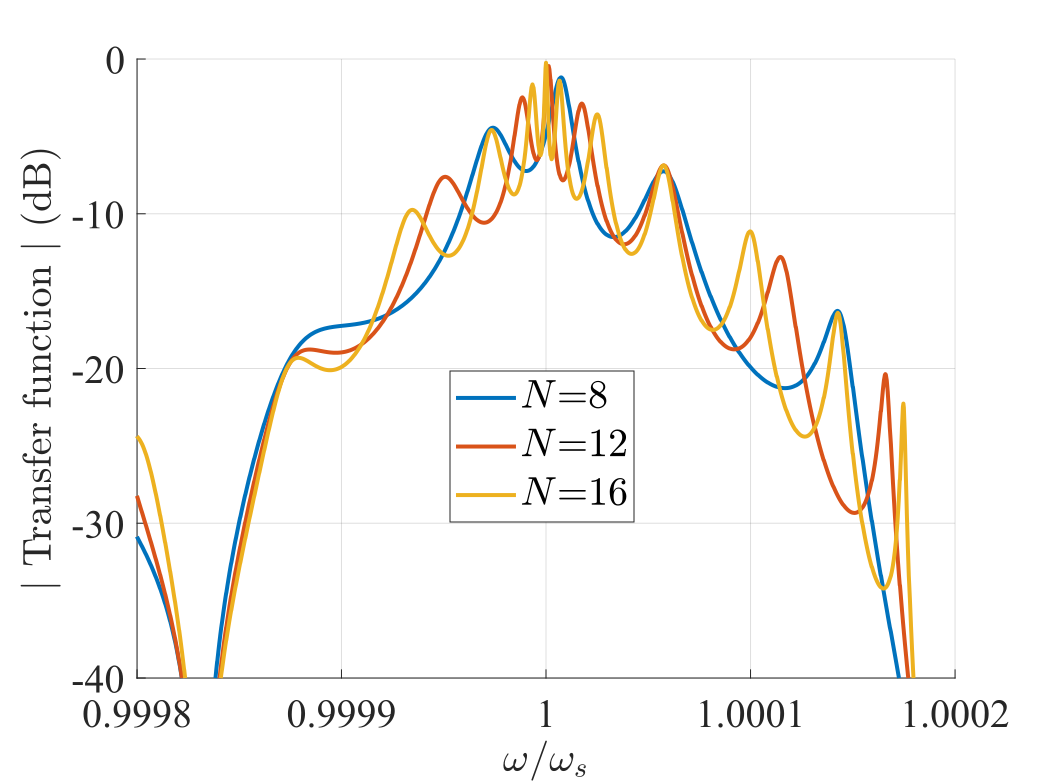 0
-10
-20
-30
-40
0.9998
0.9999
1
1.00001
1.0002
| Transfer function | (dB)
ω/ωₛ
N=8
N=12
N=16